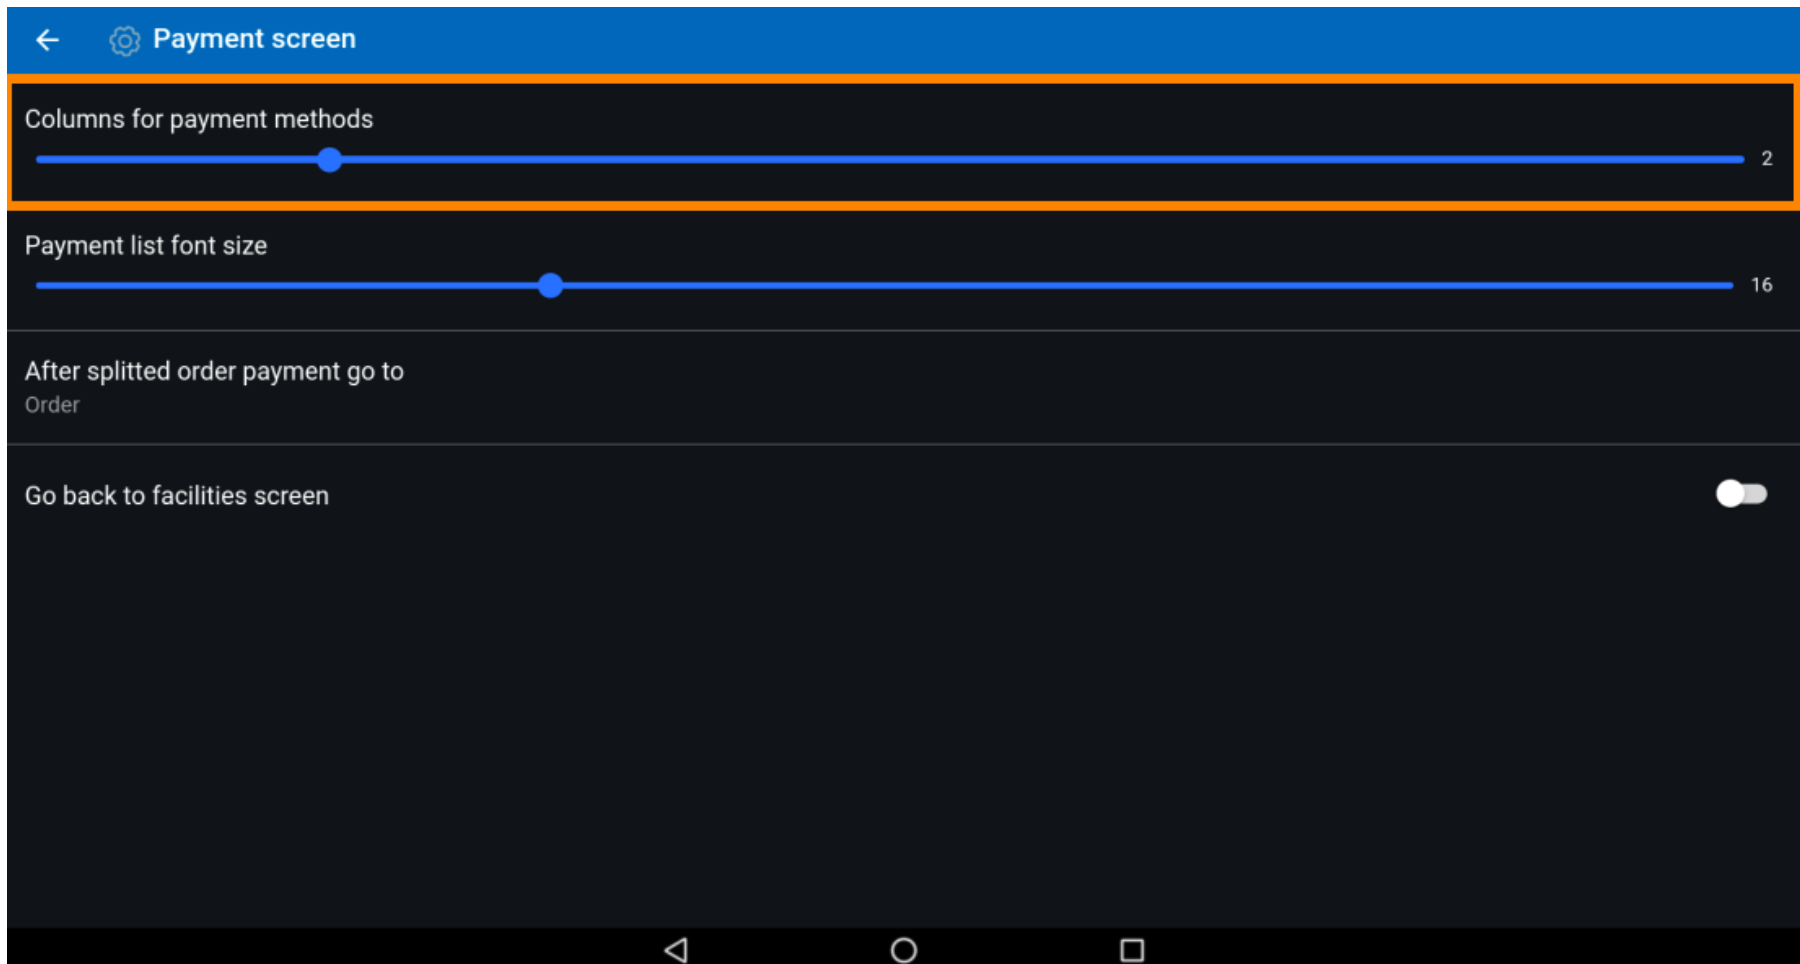 Payment screen
Columns for payment methods
2
Payment list font size
16
After splitted order payment go to
Order
Go back to facilities screen